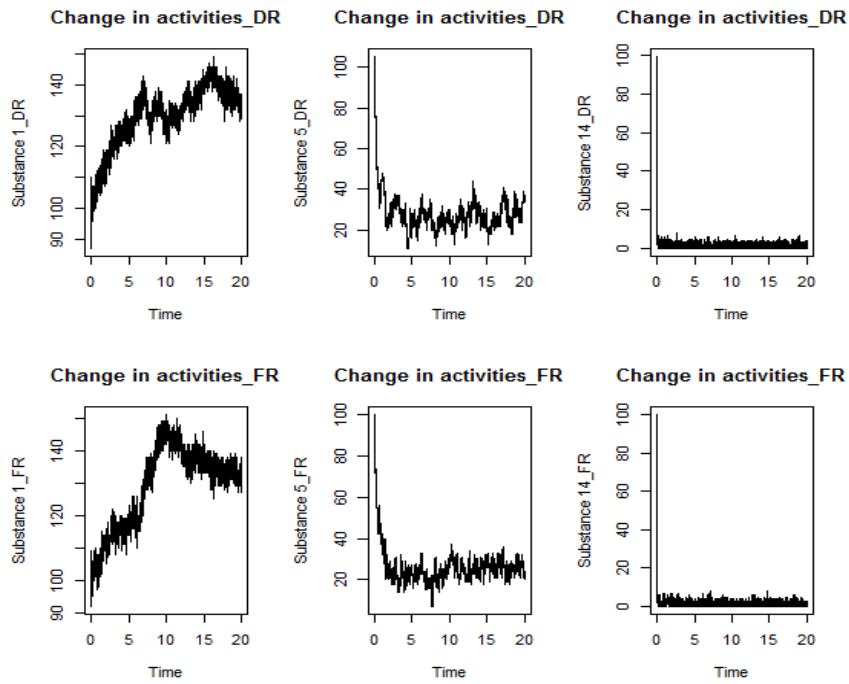 Change in activities_DR
Change in activities_DR
Change in activities_DR
Substance 1_DR
90 100 120 140
0 5 10 15 20
Time
Substance 5_DR
20 40 60 80 100
0 5 10 15 20
Time
Substance 14_DR
0 20 40 60 80 100
0 5 10 15 20
Time
Change in activities_FR
Change in activities_FR
Change in activities_FR
Substance 1_FR
90 100 120 140
0 5 10 15 20
Time
Substance 5_FR
20 40 60 80 100
0 5 10 15 20
Time
Substance 14_FR
0 20 40 60 80 100
0 5 10 15 20
Time